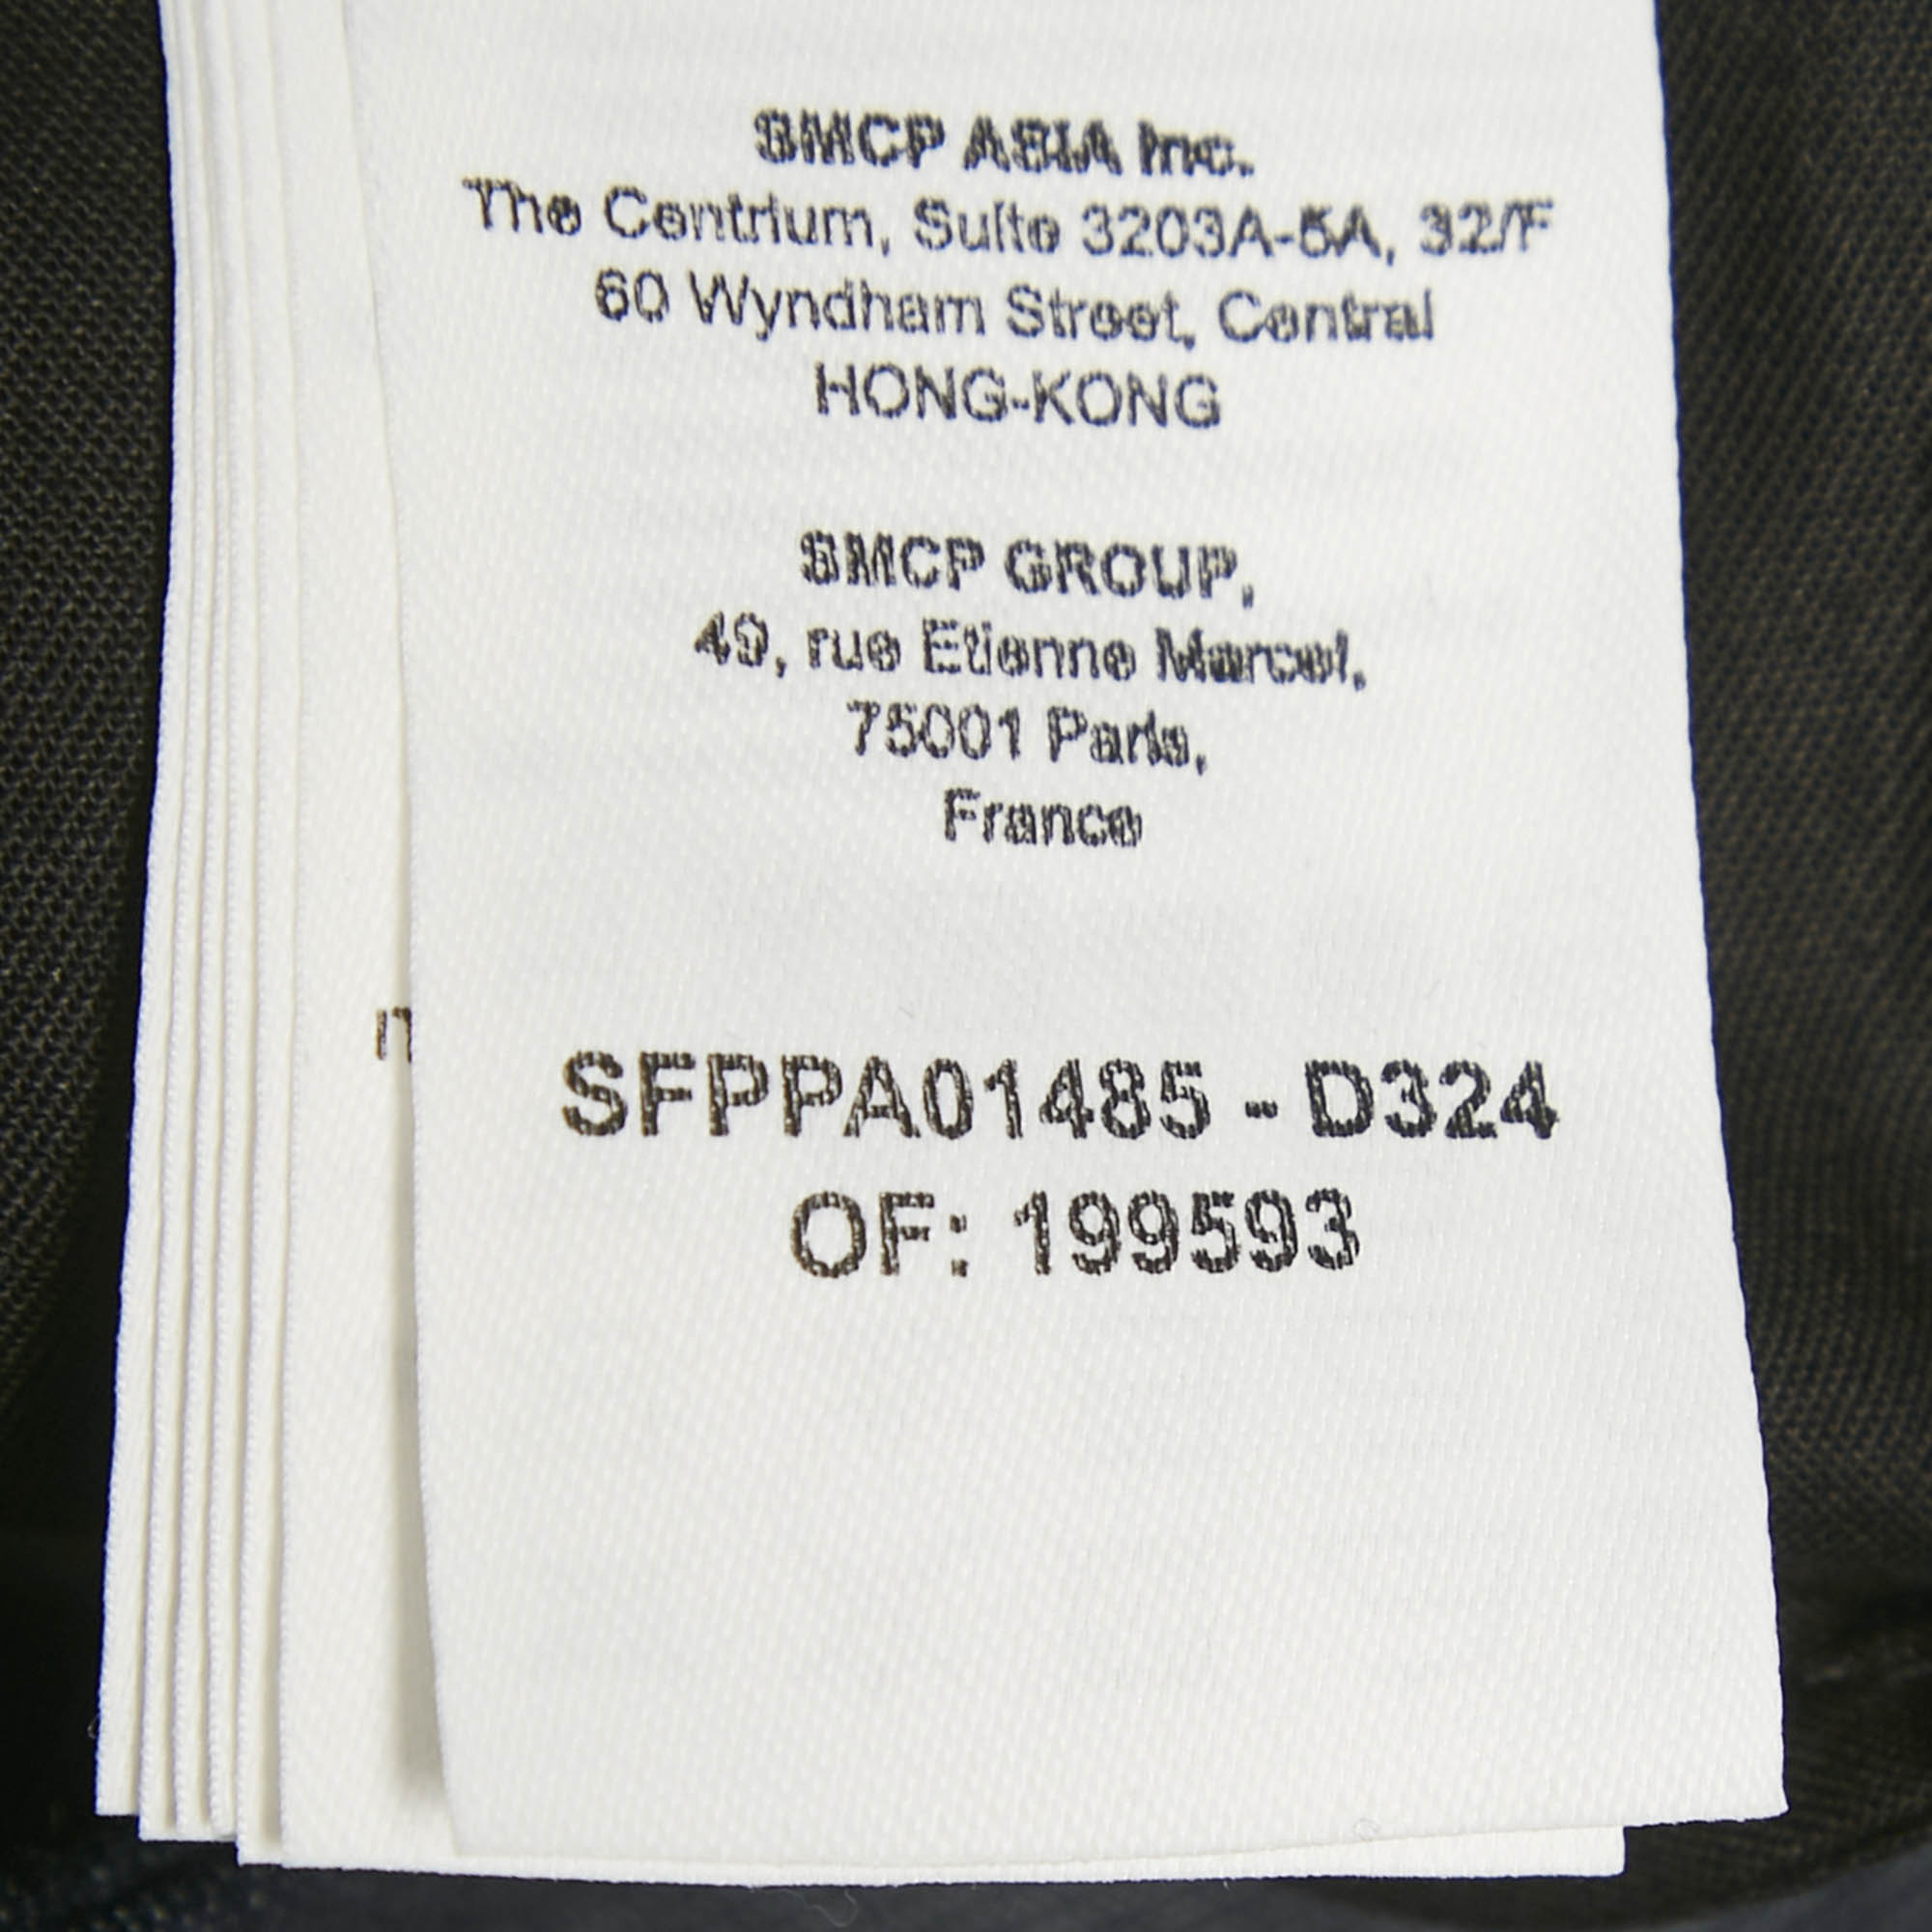 SMCP ASIA Inc.
The Centrium, Suite 3203A-5A, 32/F
60 Wyndham Street, Central
HONG-KONG
SMCP GROUP,
49, rue Etienne Marcel,
75001 Paris,
France
SFPPA01485 - D324
OF: 199593